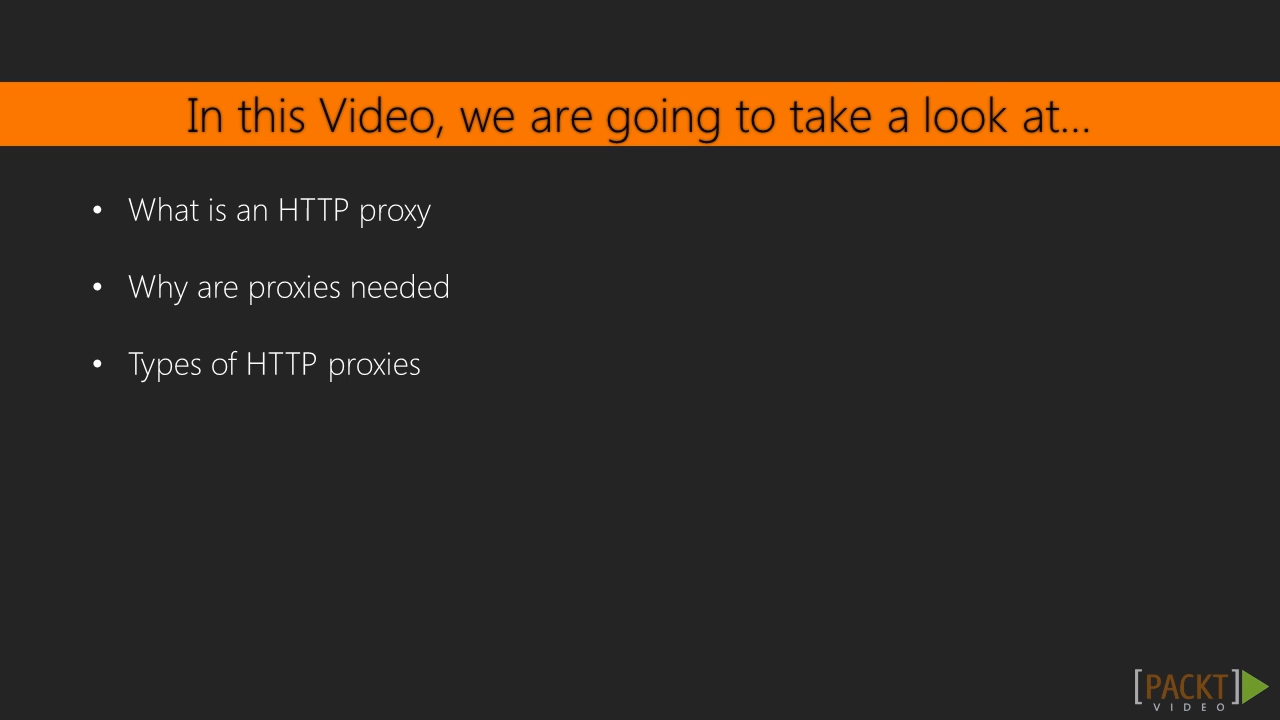 In this Video, we are going to take a look at...
• What is an HTTP proxy
• Why are proxies needed
• Types of HTTP proxies
[PACKT]
VIDEO